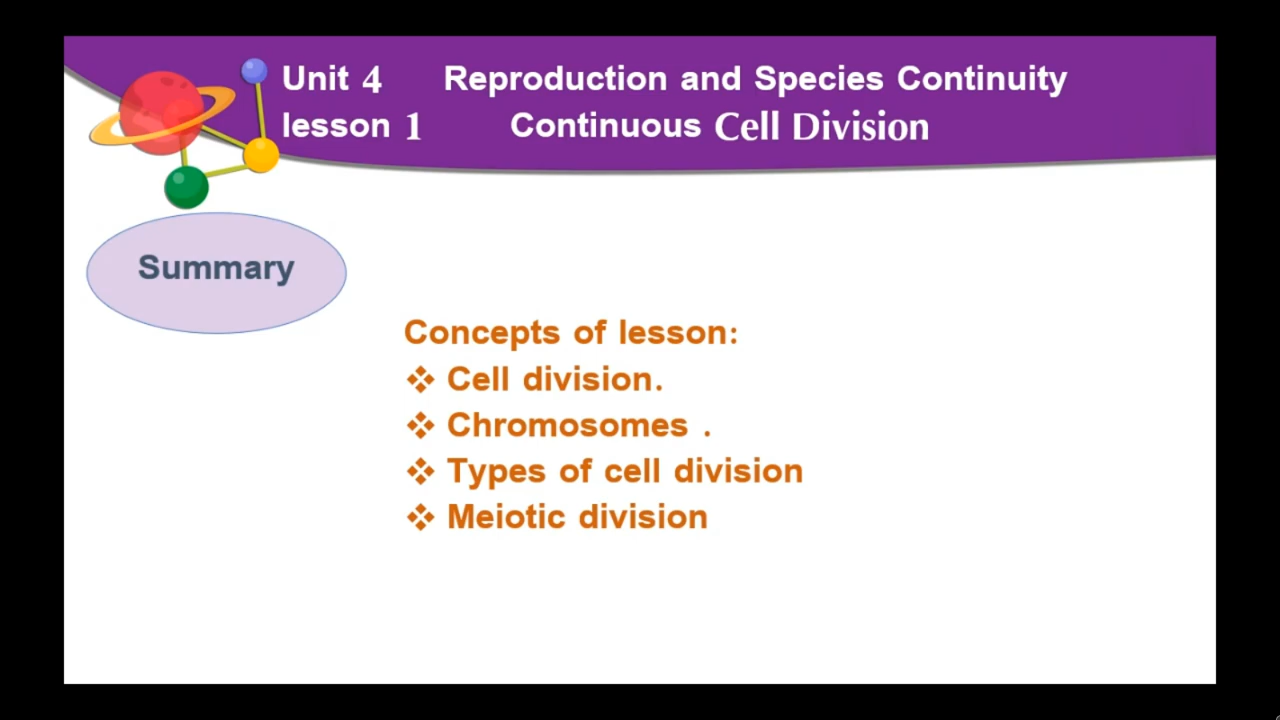 Unit 4 Reproduction and Species Continuity
lesson 1 Continuous Cell Division
Summary
Concepts of lesson:
❖ Cell division.
❖ Chromosomes .
❖ Types of cell division
❖ Meiotic division